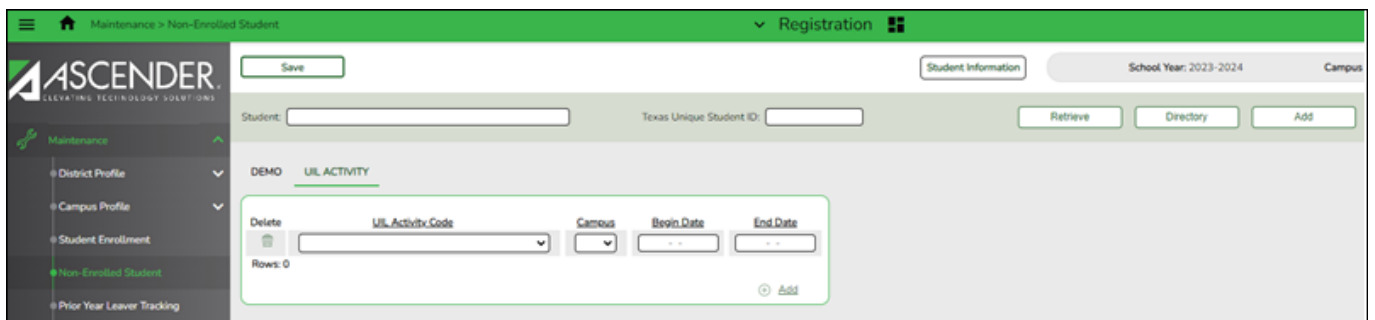 Maintenance > Non-Enrolled Student
Registration
ASCENDER
ELEVATING TECHNOLOGY SOLUTIONS
Save
Student Information
School Year: 2023-2024
Campus
Student:
Texas Unique Student ID:
Retrieve
Directory
Add
Maintenance
District Profile
Campus Profile
Student Enrollment
Non-Enrolled Student
Prior Year Leaver Tracking
DEMO UIL ACTIVITY
Delete UIL Activity Code Campus Begin Date End Date
- - - -
Rows: 0
Add